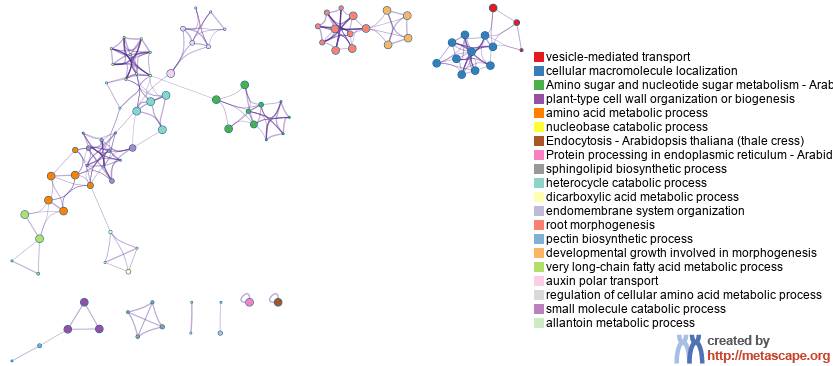 vesicle-mediated transport
cellular macromolecule localization
Amino sugar and nucleotide sugar metabolism - Arab
plant-type cell wall organization or biogenesis
amino acid metabolic process
nucleobase catabolic process
Endocytosis - Arabidopsis thaliana (thale cress)
Protein processing in endoplasmic reticulum - Arabid
sphingolipid biosynthetic process
heterocycle catabolic process
dicarboxylic acid metabolic process
endomembrane system organization
root morphogenesis
pectin biosynthetic process
developmental growth involved in morphogenesis
very long-chain fatty acid metabolic process
auxin polar transport
regulation of cellular amino acid metabolic process
small molecule catabolic process
allantoin metabolic process
created by
http://metascape.org